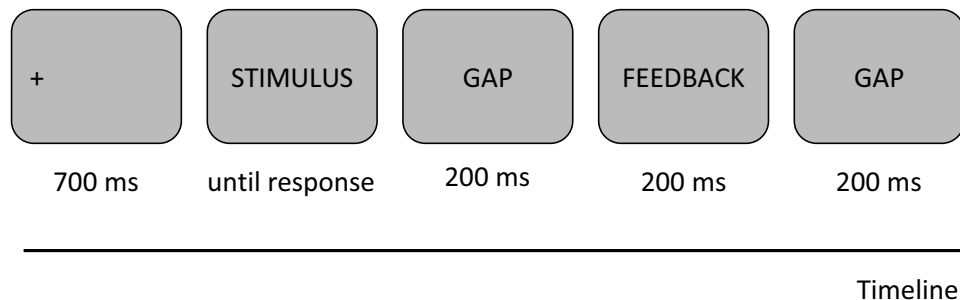 + STIMULUS GAP FEEDBACK GAP
700 ms until response 200 ms 200 ms 200 ms
Timeline